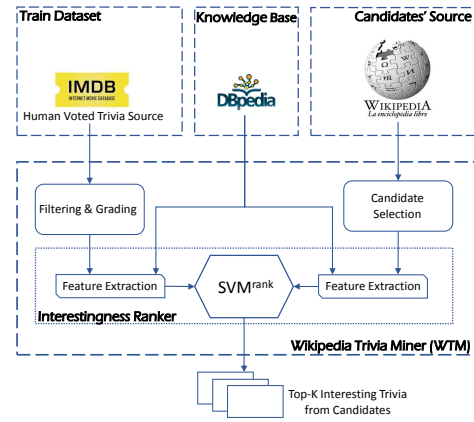 Train Dataset
Knowledge Base
Candidates' Source
IMDB
INTERNET MOVIE DATABASE
Human Voted Trivia Source
DBpedia
WIKIPEDIA
La enciclopedia libre
Filtering & Grading
Candidate
Selection
Feature Extraction
SVMrank
Feature Extraction
Interestingness Ranker
Wikipedia Trivia Miner (WTM)
Top-K Interesting Trivia
from Candidates